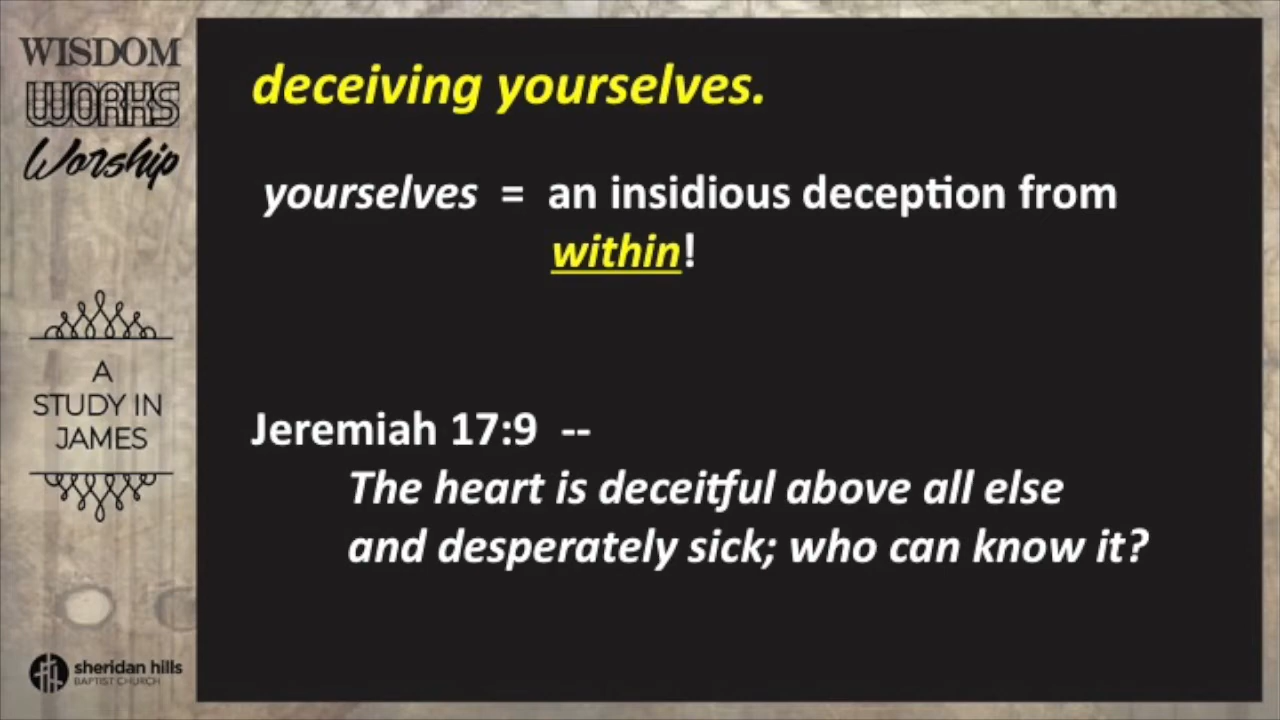 WISDOM
WORKS
Worship
A
STUDY IN
JAMES
sheridan hills
BAPTIST CHURCH
deceiving yourselves.
yourselves = an insidious deception from
within!
Jeremiah 17:9 --
The heart is deceitful above all else
and desperately sick; who can know it?